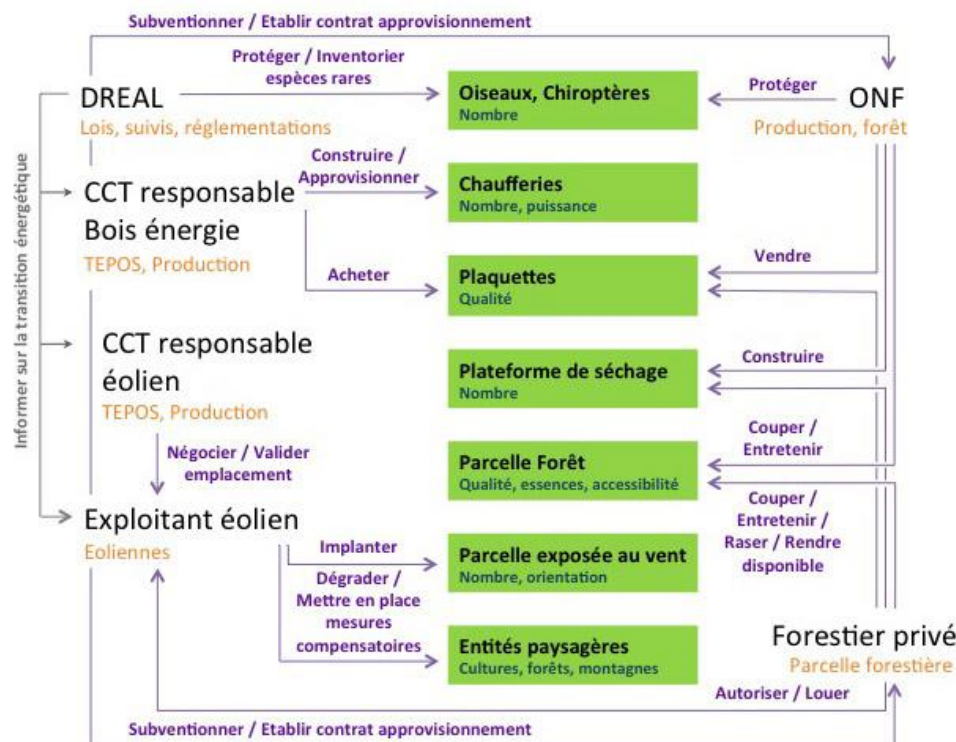 Subventionner / Etablir contrat approvisionnement
Protéger / Inventorier
espèces rares
DREAL
Lois, suivis, réglementations
Oiseaux, Chiroptères
Nombre
Protéger
ONF
Production, forêt
Construire /
Approvisionner
CCT responsable
Bois énergie
TEPOS, Production
Chaufferies
Nombre, puissance
Acheter
Plaquettes
Qualité
Vendre
Informer sur la transition énergétique
CCT responsable
éolien
TEPOS, Production
Plateforme de séchage
Nombre
Construire
Négocier / Valider
emplacement
Parcelle Forêt
Qualité, essences, accessibilité
Couper /
Entretenir
Couper /
Entretenir /
Raser / Rendre
disponible
Exploitant éolien
Eoliennes
Implanter
Parcelle exposée au vent
Nombre, orientation
Dégrader /
Mettre en place
mesures
compensatoires
Entités paysagères
Cultures, forêts, montagnes
Forestier privé
Parcelle forestière
Autoriser / Louer
Subventionner / Etablir contrat approvisionnement